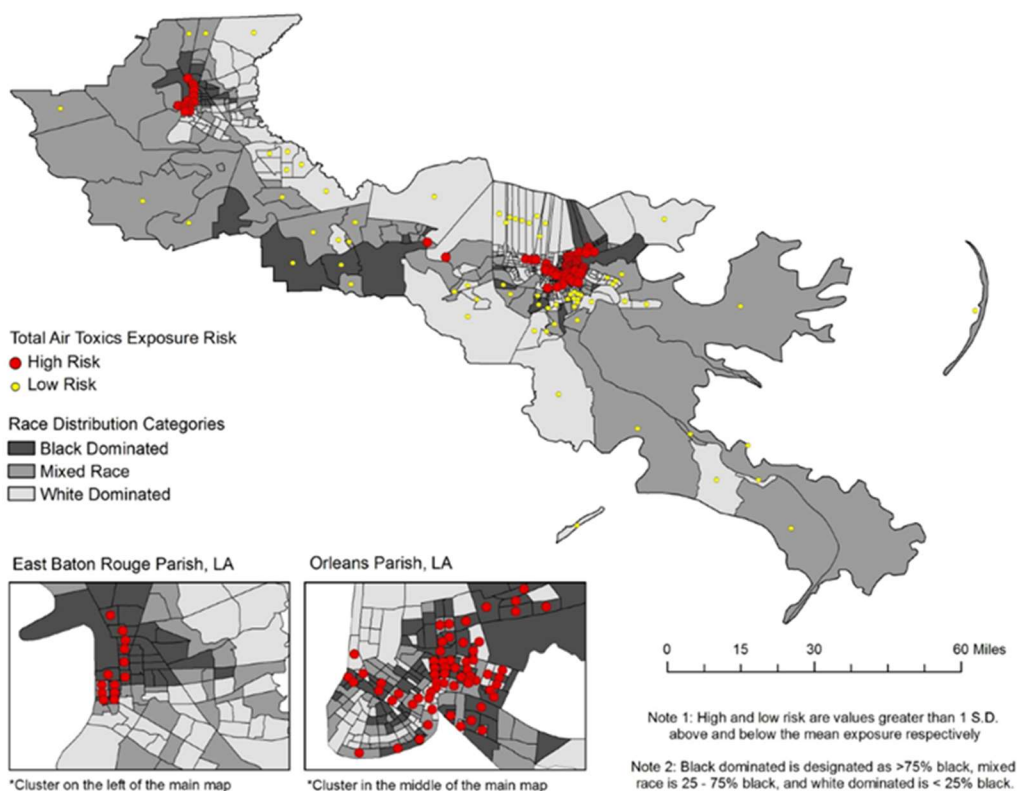 Total Air Toxics Exposure Risk
High Risk
Low Risk
Race Distribution Categories
Black Dominated
Mixed Race
White Dominated
East Baton Rouge Parish, LA
*Cluster on the left of the main map
Orleans Parish, LA
*Cluster in the middle of the main map
0 15 30 60 Miles
Note 1: High and low risk are values greater than 1 S.D.
above and below the mean exposure respectively
Note 2: Black dominated is designated as >75% black, mixed
race is 25 - 75% black, and white dominated is < 25% black.